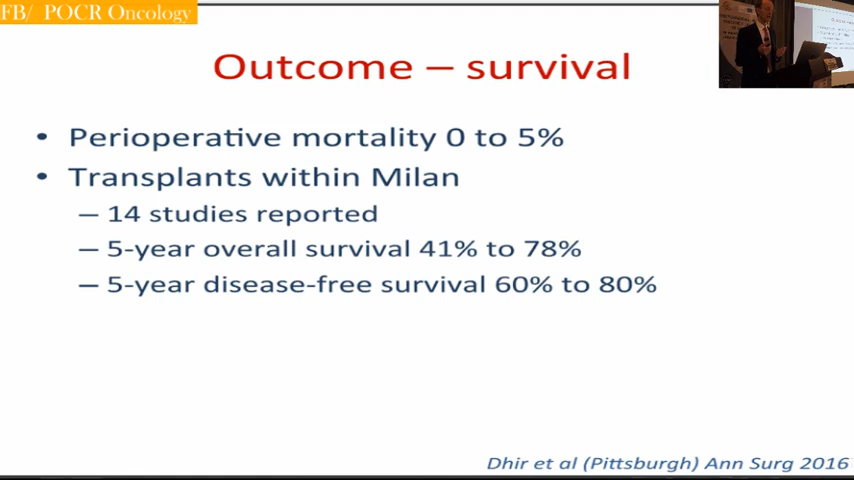 FB/ POCR Oncology
Outcome – survival
• Perioperative mortality 0 to 5%
• Transplants within Milan
– 14 studies reported
– 5-year overall survival 41% to 78%
– 5-year disease-free survival 60% to 80%
Dhir et al (Pittsburgh) Ann Surg 2016